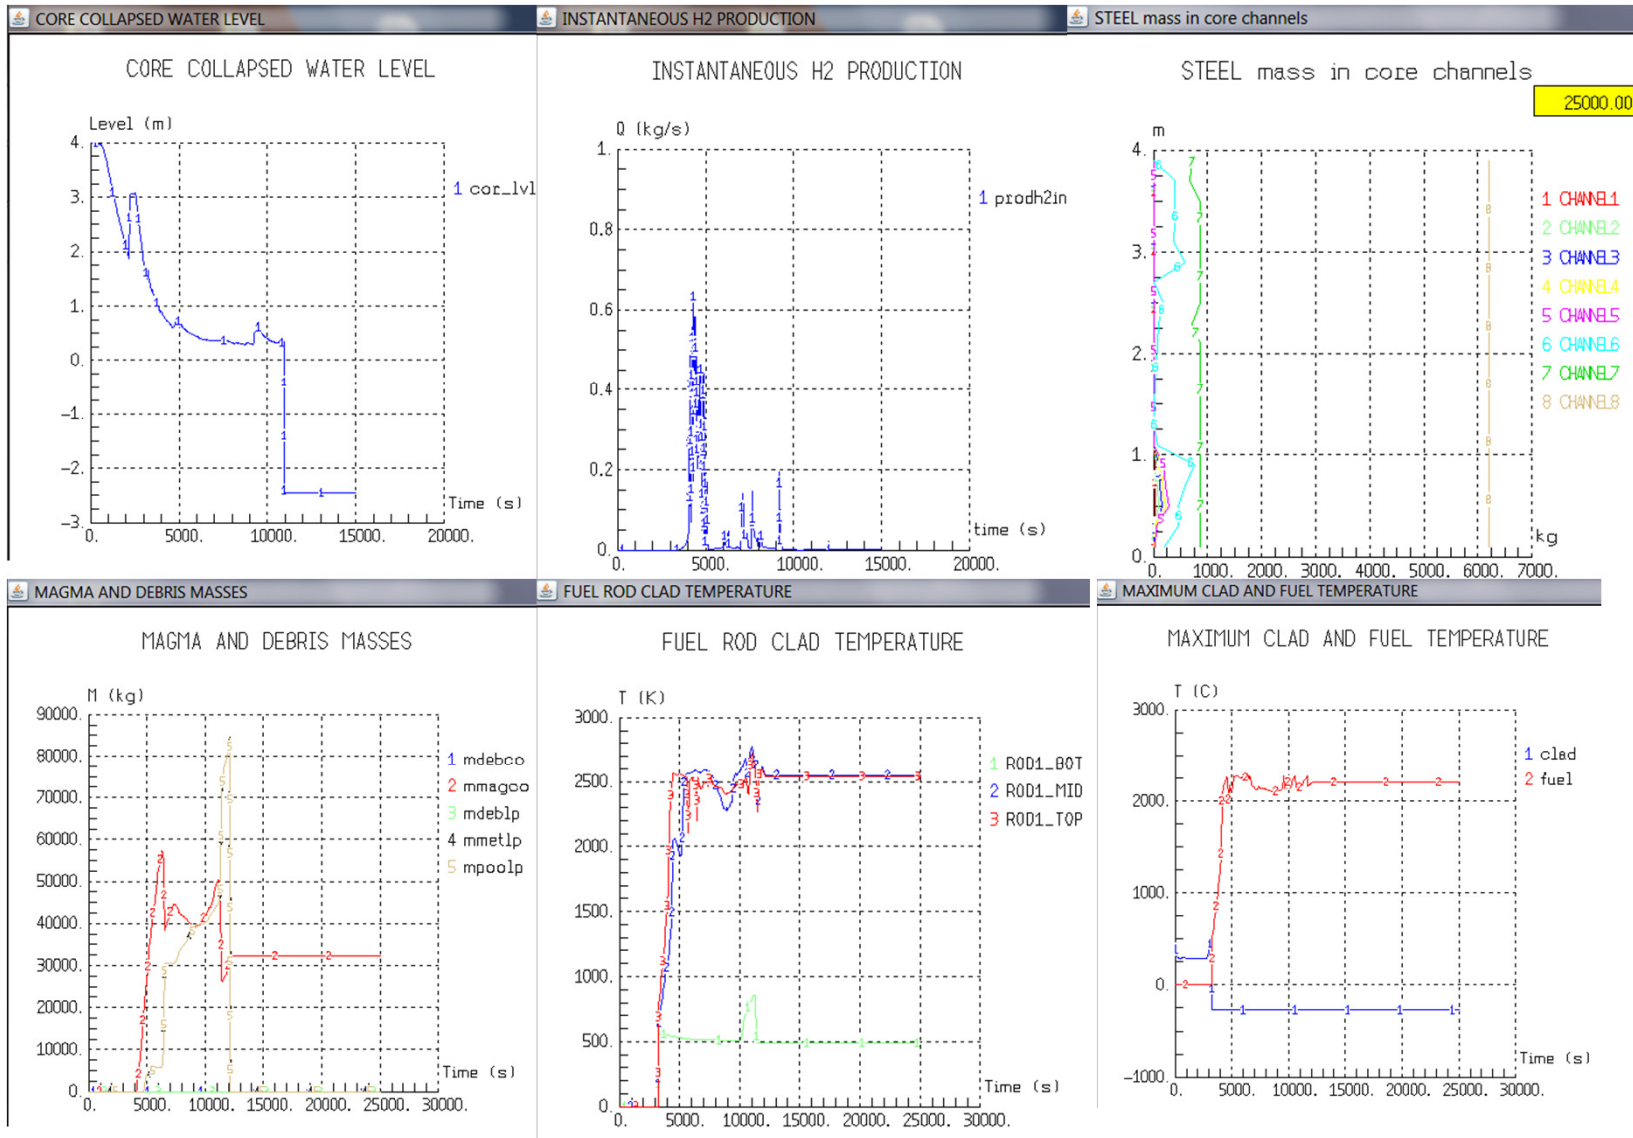 CORE COLLAPSED WATER LEVEL
CORE COLLAPSED WATER LEVEL
Level (m)
4.
3.
2.
1.
0.
−1.
−2.
−3.
0. 5000. 10000. 15000. 20000.
Time (s)
1 cor_lvl
INSTANTANEOUS H2 PRODUCTION
INSTANTANEOUS H2 PRODUCTION
Q (kg/s)
1.
0.8
0.6
0.4
0.2
0.
0. 5000. 10000. 15000. 20000.
time (s)
1 prodh2in
STEEL mass in core channels
STEEL mass in core channels
25000.00
m
4.
3.
2.
1.
0.
0. 1000. 2000. 3000. 4000. 5000. 6000. 7000.
kg
1 CHANNEL1
2 CHANNEL2
3 CHANNEL3
4 CHANNEL4
5 CHANNEL5
6 CHANNEL6
7 CHANNEL7
8 CHANNEL8
MAGMA AND DEBRIS MASSES
MAGMA AND DEBRIS MASSES
M (kg)
90000.
80000.
70000.
60000.
50000.
40000.
30000.
20000.
10000.
0.
0. 5000. 10000. 15000. 20000. 25000. 30000.
Time (s)
1 mdebco
2 mmagco
3 mdeblp
4 mmetlp
5 mpoolp
FUEL ROD CLAD TEMPERATURE
FUEL ROD CLAD TEMPERATURE
T (K)
3000.
2500.
2000.
1500.
1000.
500.
0.
0. 5000. 10000. 15000. 20000. 25000. 30000.
Time (s)
1 ROD1_BOT
2 ROD1_MID
3 ROD1_TOP
MAXIMUM CLAD AND FUEL TEMPERATURE
MAXIMUM CLAD AND FUEL TEMPERATURE
T (C)
3000.
2000.
1000.
0.
−1000.
0. 5000. 10000. 15000. 20000. 25000. 30000.
Time (s)
1 clad
2 fuel